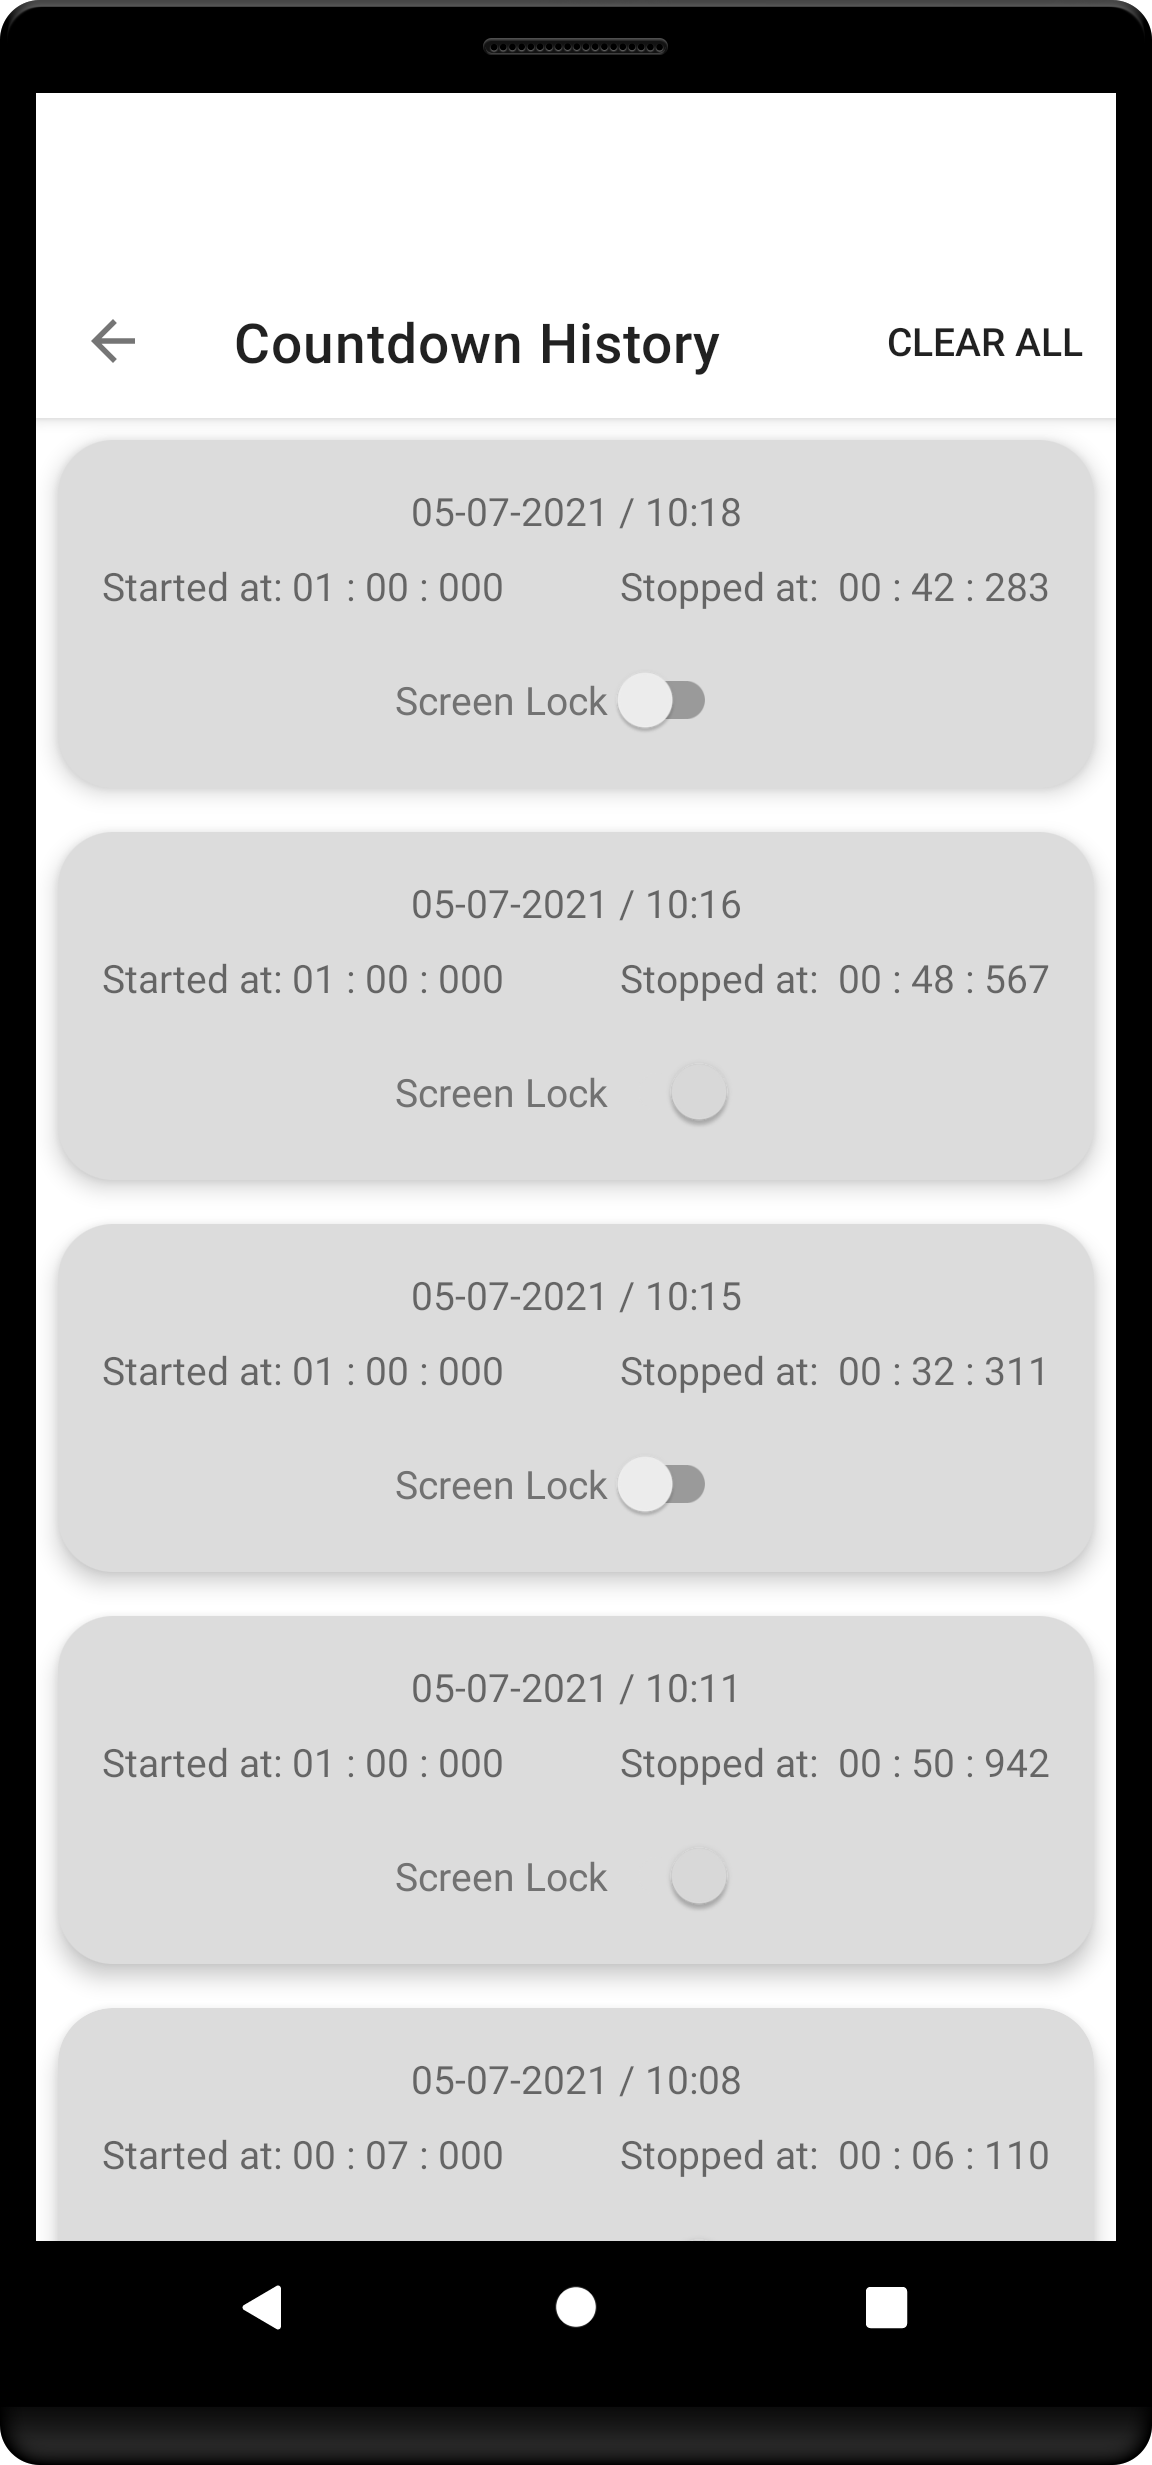 Countdown History CLEAR ALL
05-07-2021 / 10:18
Started at: 01 : 00 : 000 Stopped at: 00 : 42 : 283
Screen Lock
05-07-2021 / 10:16
Started at: 01 : 00 : 000 Stopped at: 00 : 48 : 567
Screen Lock
05-07-2021 / 10:15
Started at: 01 : 00 : 000 Stopped at: 00 : 32 : 311
Screen Lock
05-07-2021 / 10:11
Started at: 01 : 00 : 000 Stopped at: 00 : 50 : 942
Screen Lock
05-07-2021 / 10:08
Started at: 00 : 07 : 000 Stopped at: 00 : 06 : 110